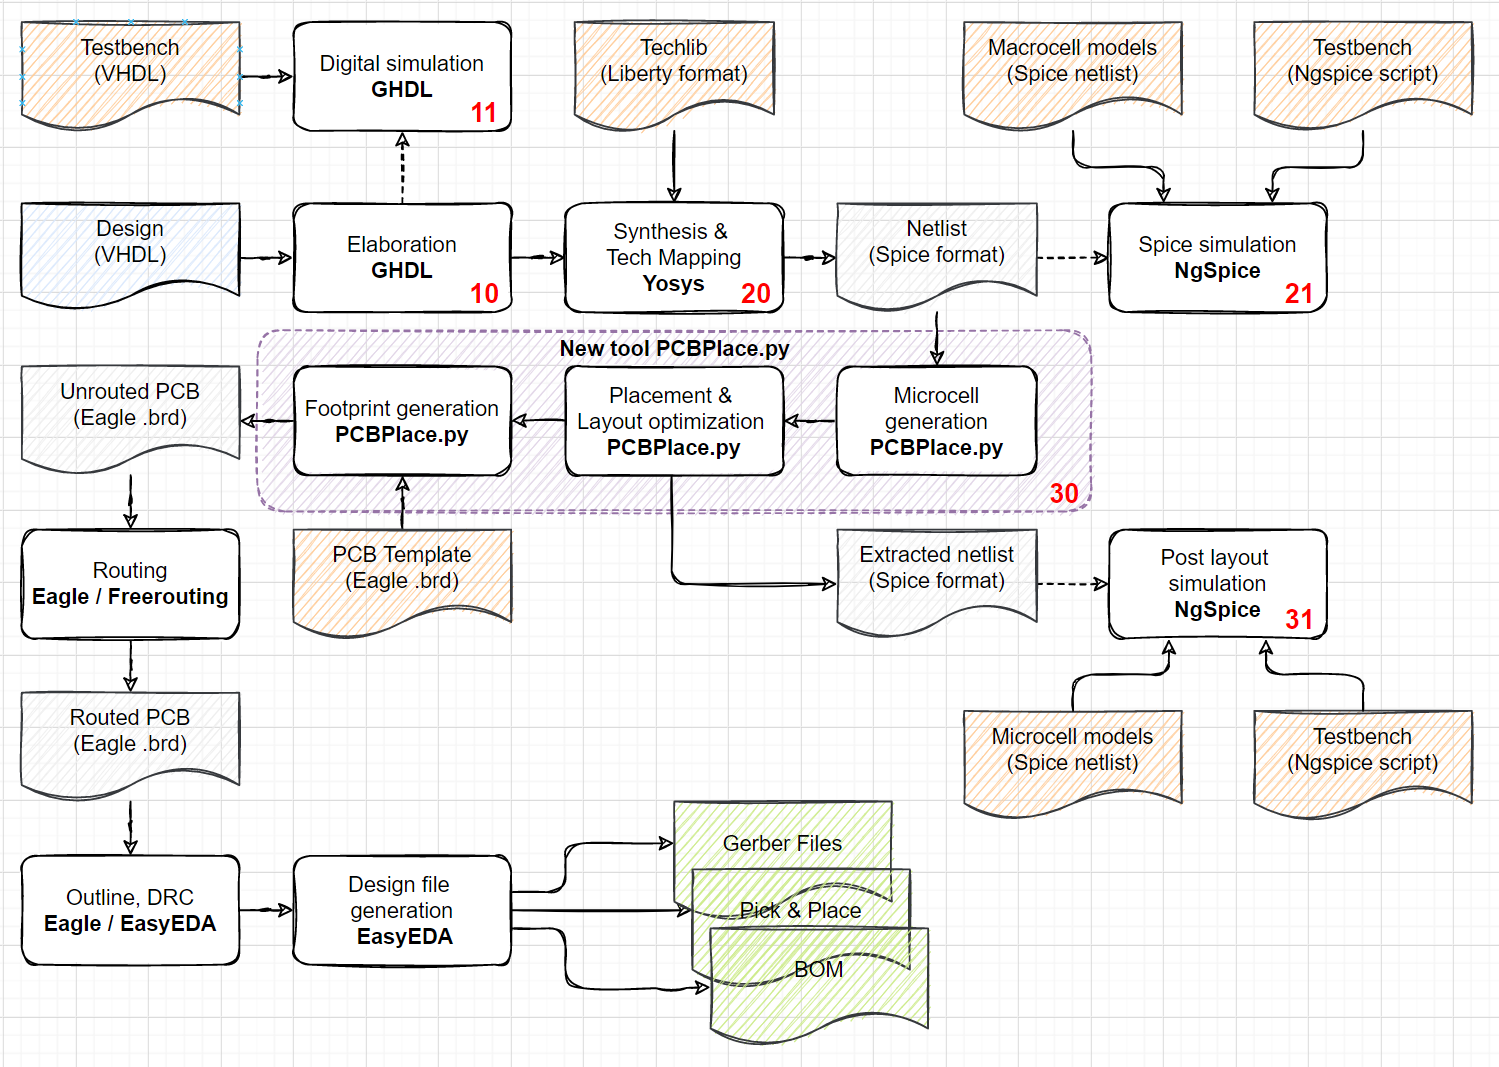 Testbench
(VHDL)
Digital simulation
GHDL
11
Techlib
(Liberty format)
Macrocell models
(Spice netlist)
Testbench
(Ngspice script)
Design
(VHDL)
Elaboration
GHDL
10
Synthesis &
Tech Mapping
Yosys
20
Netlist
(Spice format)
Spice simulation
NgSpice
21
New tool PCBPlace.py
Unrouted PCB
(Eagle .brd)
Footprint generation
PCBPlace.py
Placement &
Layout optimization
PCBPlace.py
Microcell
generation
PCBPlace.py
30
Routing
Eagle / Freerouting
PCB Template
(Eagle .brd)
Extracted netlist
(Spice format)
Post layout
simulation
NgSpice
31
Routed PCB
(Eagle .brd)
Microcell models
(Spice netlist)
Testbench
(Ngspice script)
Outline, DRC
Eagle / EasyEDA
Design file
generation
EasyEDA
Gerber Files
Pick & Place
BOM